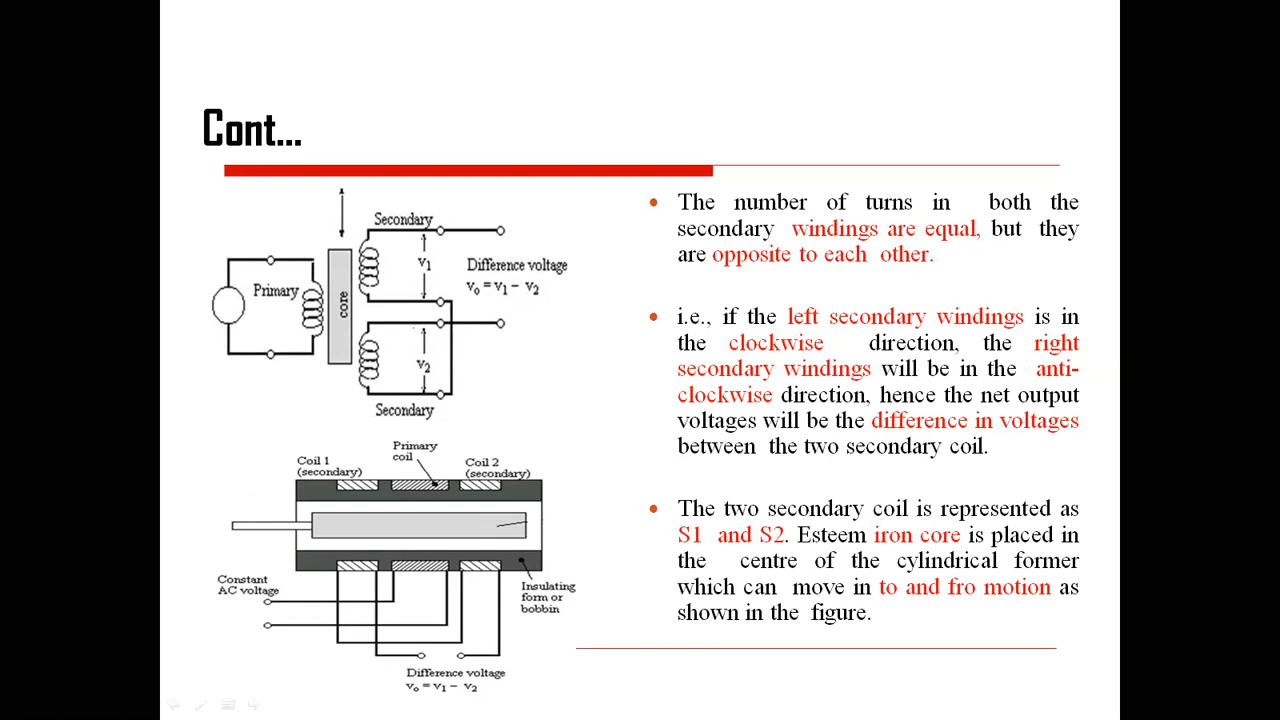 Cont...
Secondary
Primary
core
v1
Difference voltage
vo = v1 – v2
v2
Secondary
Primary
coil
Coil 1
(secondary)
Coil 2
(secondary)
Constant
AC voltage
Insulating
form or
bobbin
Difference voltage
vo = v1 – v2
• The number of turns in both the
secondary windings are equal, but they
are opposite to each other.
• i.e., if the left secondary windings is in
the clockwise direction, the right
secondary windings will be in the anti-
clockwise direction, hence the net output
voltages will be the difference in voltages
between the two secondary coil.
• The two secondary coil is represented as
S1 and S2. Esteem iron core is placed in
the centre of the cylindrical former
which can move in to and fro motion as
shown in the figure.